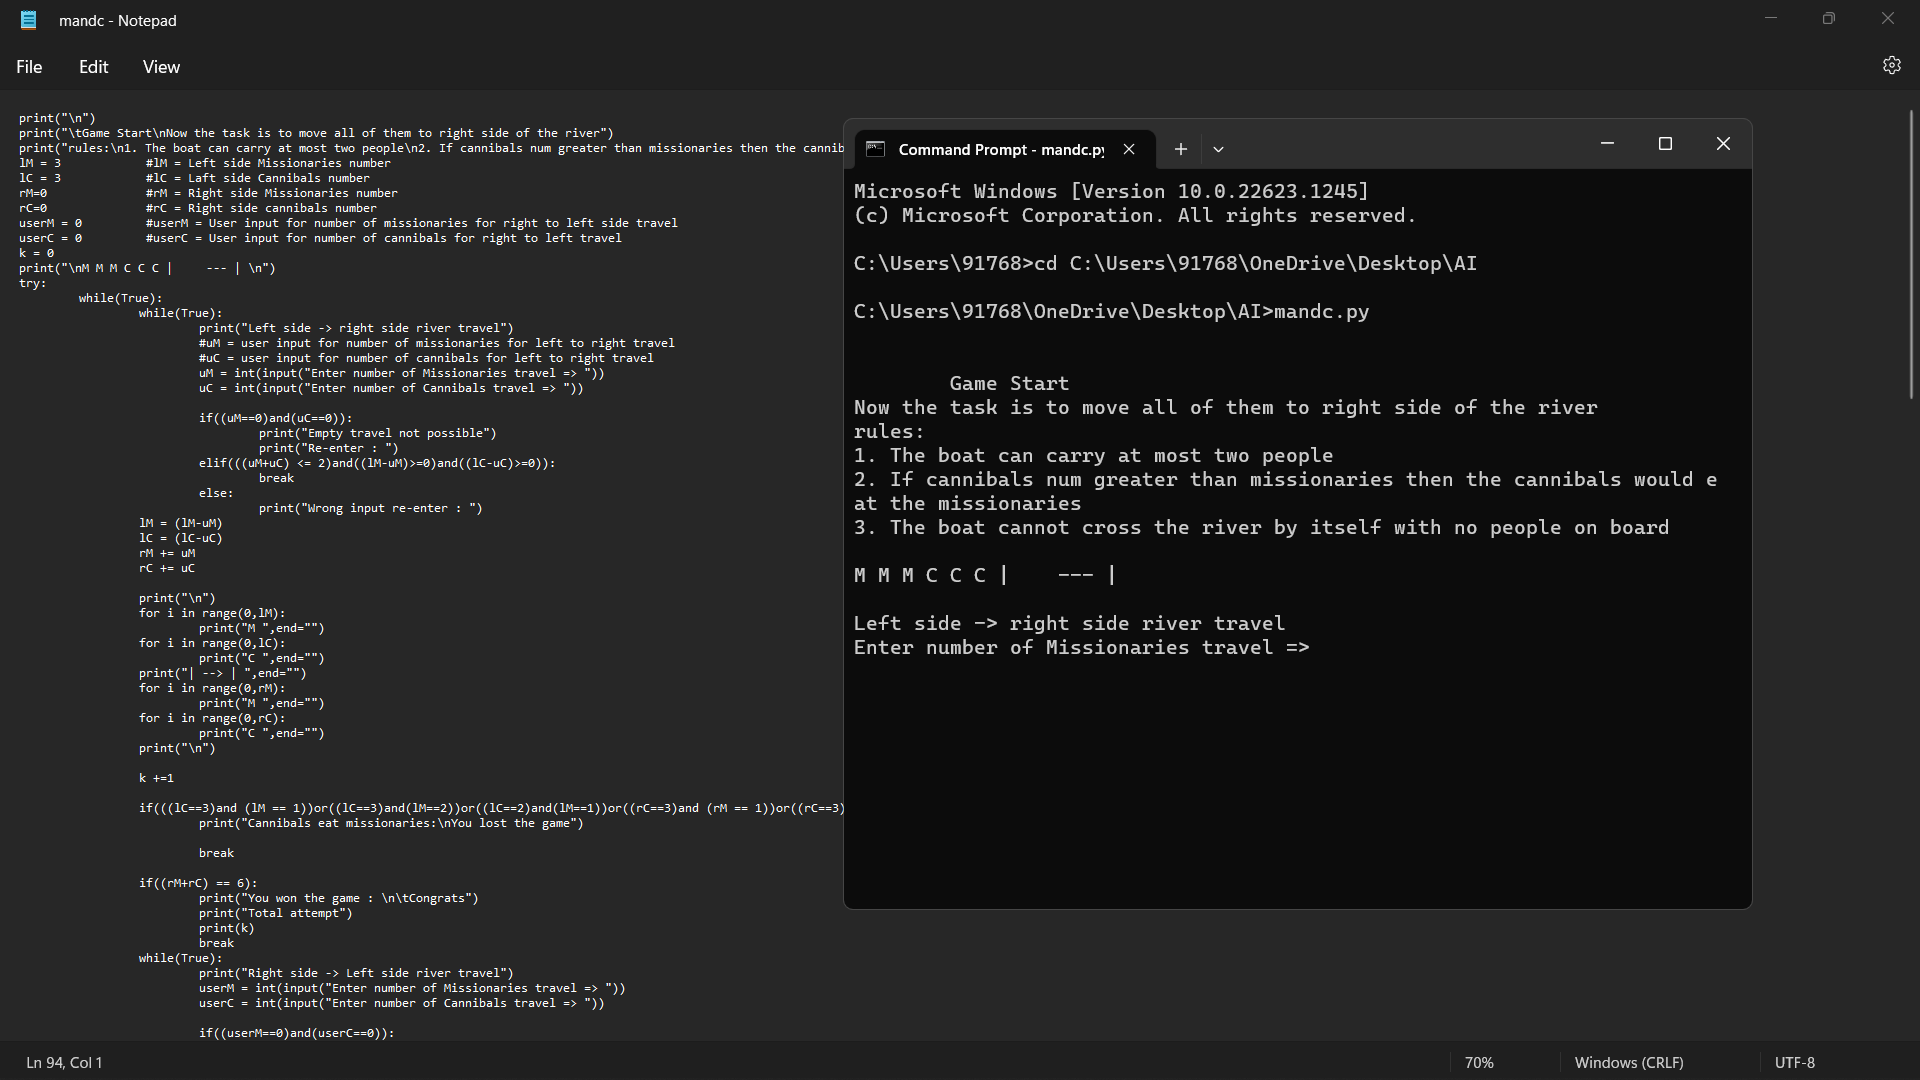 mandc - Notepad
File Edit View
print("\n")
print("\tGame Start\nNow the task is to move all of them to right side of the river")
print("rules:\n1. The boat can carry at most two people\n2. If cannibals num greater than missionaries then the cannib
lM = 3 #lM = Left side Missionaries number
lC = 3 #lC = Laft side Cannibals number
rM=0 #rM = Right side Missionaries number
rC=0 #rC = Right side cannibals number
userM = 0 #userM = User input for number of missionaries for right to left side travel
userC = 0 #userC = User input for number of cannibals for right to left travel
k = 0
print("\nM M M C C C | --- | \n")
try:
while(True):
while(True):
print("Left side -> right side river travel")
#uM = user input for number of missionaries for left to right travel
#uC = user input for number of cannibals for left to right travel
uM = int(input("Enter number of Missionaries travel => "))
uC = int(input("Enter number of Cannibals travel => "))
if((uM==0)and(uC==0)):
print("Empty travel not possible")
print("Re-enter : ")
elif(((uM+uC) <= 2)and((lM-uM)>=0)and((lC-uC)>=0)):
break
else:
print("Wrong input re-enter : ")
lM = (lM-uM)
lC = (lC-uC)
rM += uM
rC += uC
print("\n")
for i in range(0,lM):
print("M ",end="")
for i in range(0,lC):
print("C ",end="")
print("| --> | ",end="")
for i in range(0,rM):
print("M ",end="")
for i in range(0,rC):
print("C ",end="")
print("\n")
k +=1
if(((lC==3)and (lM == 1))or((lC==3)and(lM==2))or((lC==2)and(lM==1))or((rC==3)and (rM == 1))or((rC==3)
print("Cannibals eat missionaries:\nYou lost the game")
break
if((rM+rC) == 6):
print("You won the game : \n\tCongrats")
print("Total attempt")
print(k)
break
while(True):
print("Right side -> Left side river travel")
userM = int(input("Enter number of Missionaries travel => "))
userC = int(input("Enter number of Cannibals travel => "))
if((userM==0)and(userC==0)):
Ln 94, Col 1 70% Windows (CRLF) UTF-8
Command Prompt - mandc.py
Microsoft Windows [Version 10.0.22623.1245]
(c) Microsoft Corporation. All rights reserved.
C:\Users\91768>cd C:\Users\91768\OneDrive\Desktop\AI
C:\Users\91768\OneDrive\Desktop\AI>mandc.py
Game Start
Now the task is to move all of them to right side of the river
rules:
1. The boat can carry at most two people
2. If cannibals num greater than missionaries then the cannibals would e
at the missionaries
3. The boat cannot cross the river by itself with no people on board
M M M C C C | --- |
Left side -> right side river travel
Enter number of Missionaries travel =>